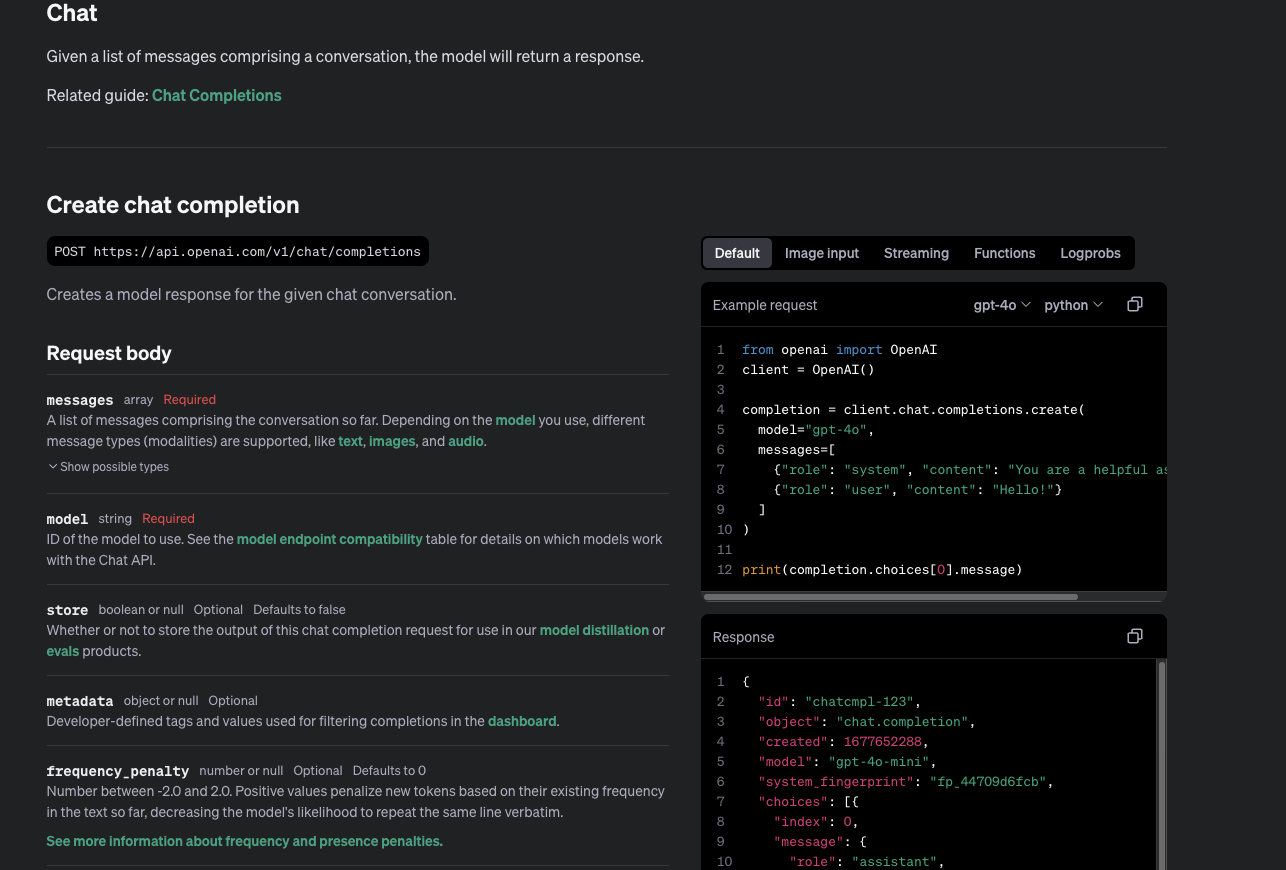 Chat
Given a list of messages comprising a conversation, the model will return a response.
Related guide: Chat Completions
Create chat completion
POST https://api.openai.com/v1/chat/completions
Creates a model response for the given chat conversation.
Request body
messages array Required
A list of messages comprising the conversation so far. Depending on the model you use, different
message types (modalities) are supported, like text, images, and audio.
Show possible types
model string Required
ID of the model to use. See the model endpoint compatibility table for details on which models work
with the Chat API.
store boolean or null Optional Defaults to false
Whether or not to store the output of this chat completion request for use in our model distillation or
evals products.
metadata object or null Optional
Developer-defined tags and values used for filtering completions in the dashboard.
frequency_penalty number or null Optional Defaults to 0
Number between -2.0 and 2.0. Positive values penalize new tokens based on their existing frequency
in the text so far, decreasing the model's likelihood to repeat the same line verbatim.
See more information about frequency and presence penalties.
Default Image input Streaming Functions Logprobs
Example request gpt-4o python
1 from openai import OpenAI
2 client = OpenAI()
3
4 completion = client.chat.completions.create(
5   model="gpt-4o",
6   messages=[
7     {"role": "system", "content": "You are a helpful as
8     {"role": "user", "content": "Hello!"}
9   ]
10 )
11
12 print(completion.choices[0].message)
Response
1 {
2   "id": "chatcmpl-123",
3   "object": "chat.completion",
4   "created": 1677652288,
5   "model": "gpt-4o-mini",
6   "system_fingerprint": "fp_44709d6fcb",
7   "choices": [{
8     "index": 0,
9     "message": {
10       "role": "assistant",